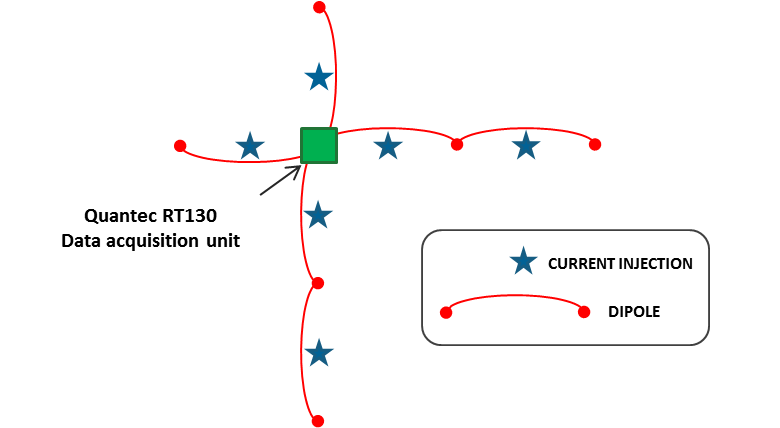 Quantec RT130
Data acquisition unit
CURRENT INJECTION
DIPOLE